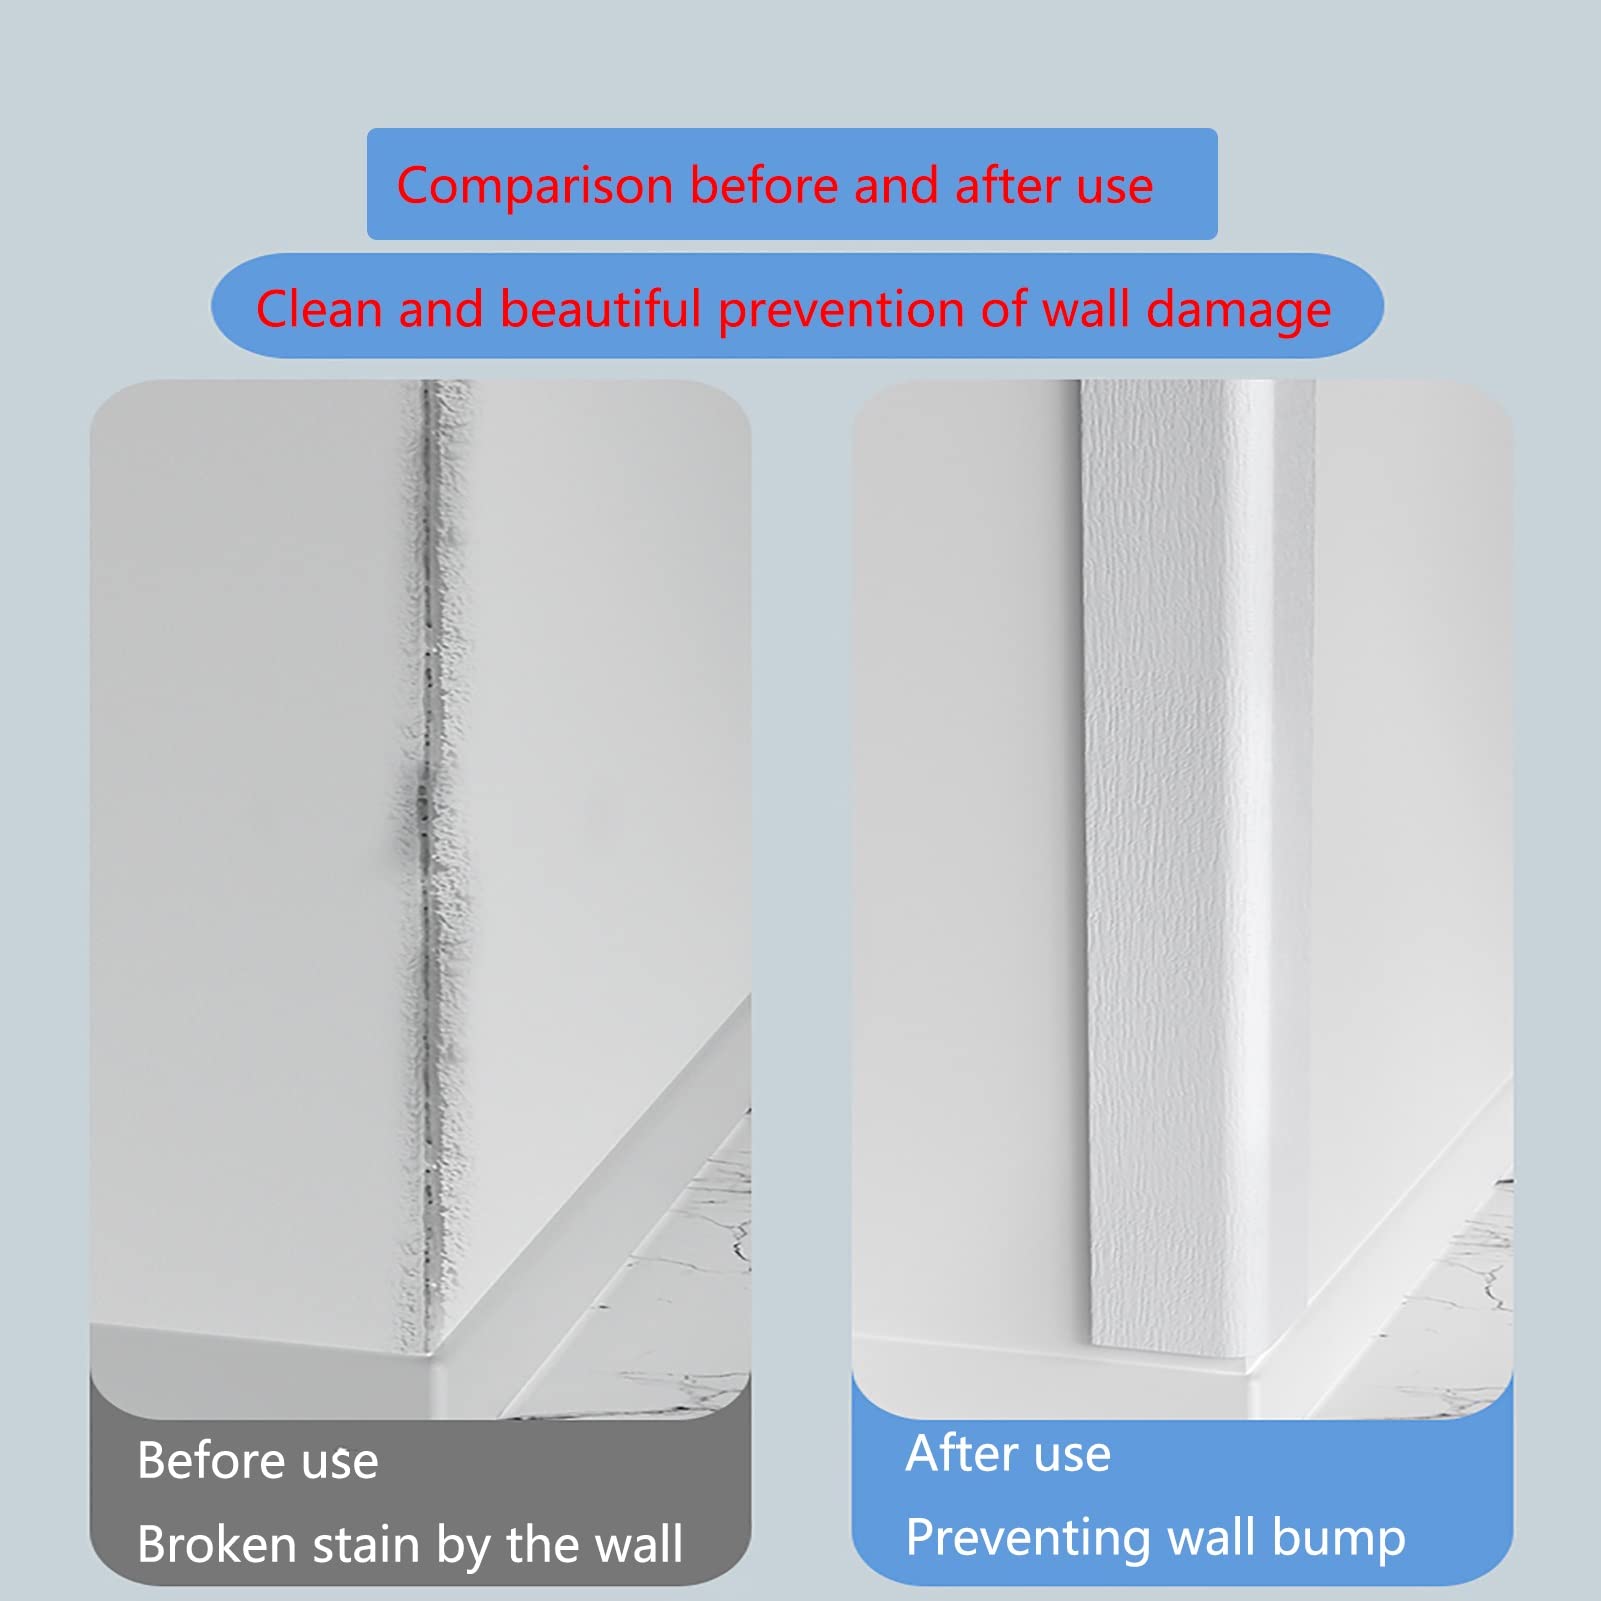 Comparison before and after use
Clean and beautiful prevention of wall damage
Before use
Broken stain by the wall
After use
Preventing wall bump